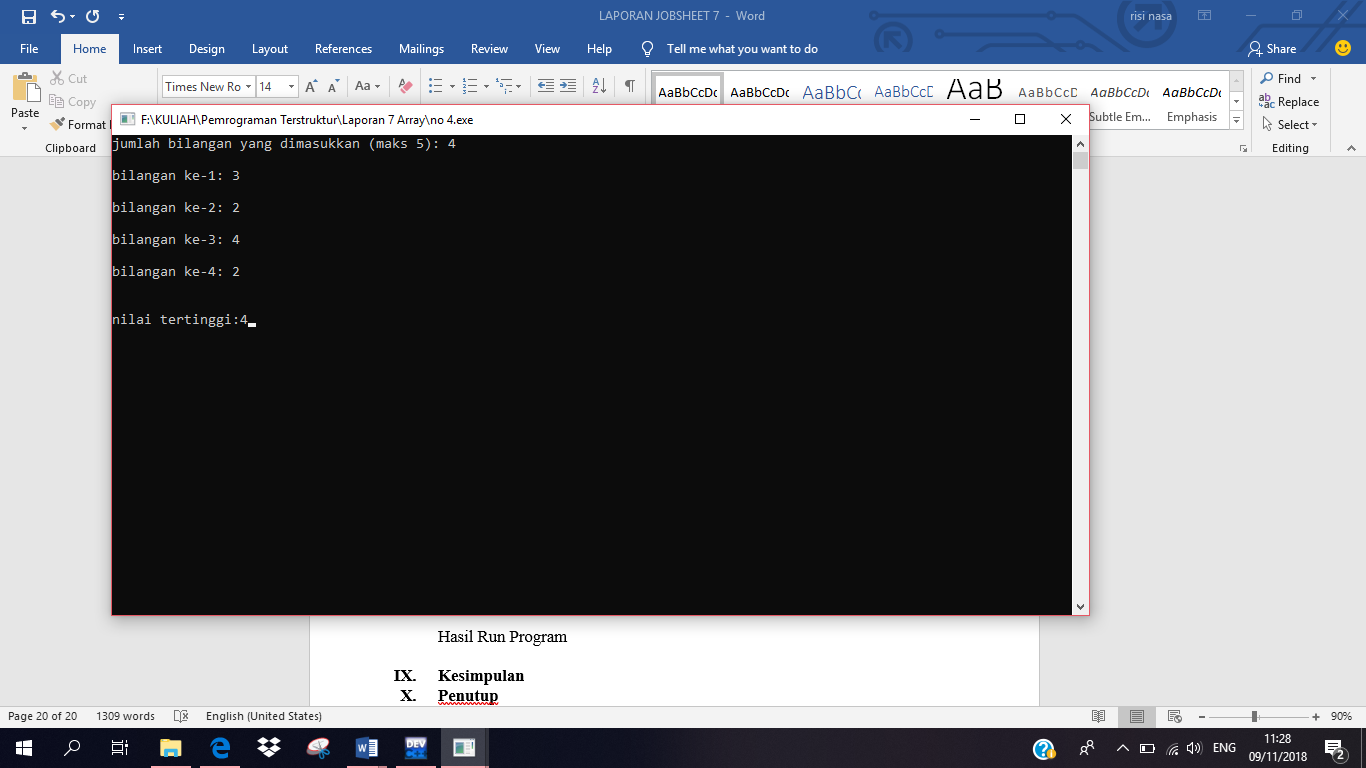 LAPORAN JOBSHEET 7 - Word
risi nasa
File Home Insert Design Layout References Mailings Review View Help Tell me what you want to do Share
Cut
Copy
Format
Paste
Clipboard
Times New Ro 14 Aa
AaBbCcDc AaBbCcDc AaBbCc AaBbCcD AaB AaBbCcD AaBbCcDc AaBbCcDc
Subtle Em... Emphasis
Find
Replace
Select
Editing
F:\KULIAH\Pemrograman Terstruktur\Laporan 7 Array\no 4.exe
jumlah bilangan yang dimasukkan (maks 5): 4
bilangan ke-1: 3
bilangan ke-2: 2
bilangan ke-3: 4
bilangan ke-4: 2
nilai tertinggi:4
Hasil Run Program
IX. Kesimpulan
X. Penutup
Page 20 of 20 1309 words English (United States) 90%
DEV
ENG
11:28
09/11/2018
2